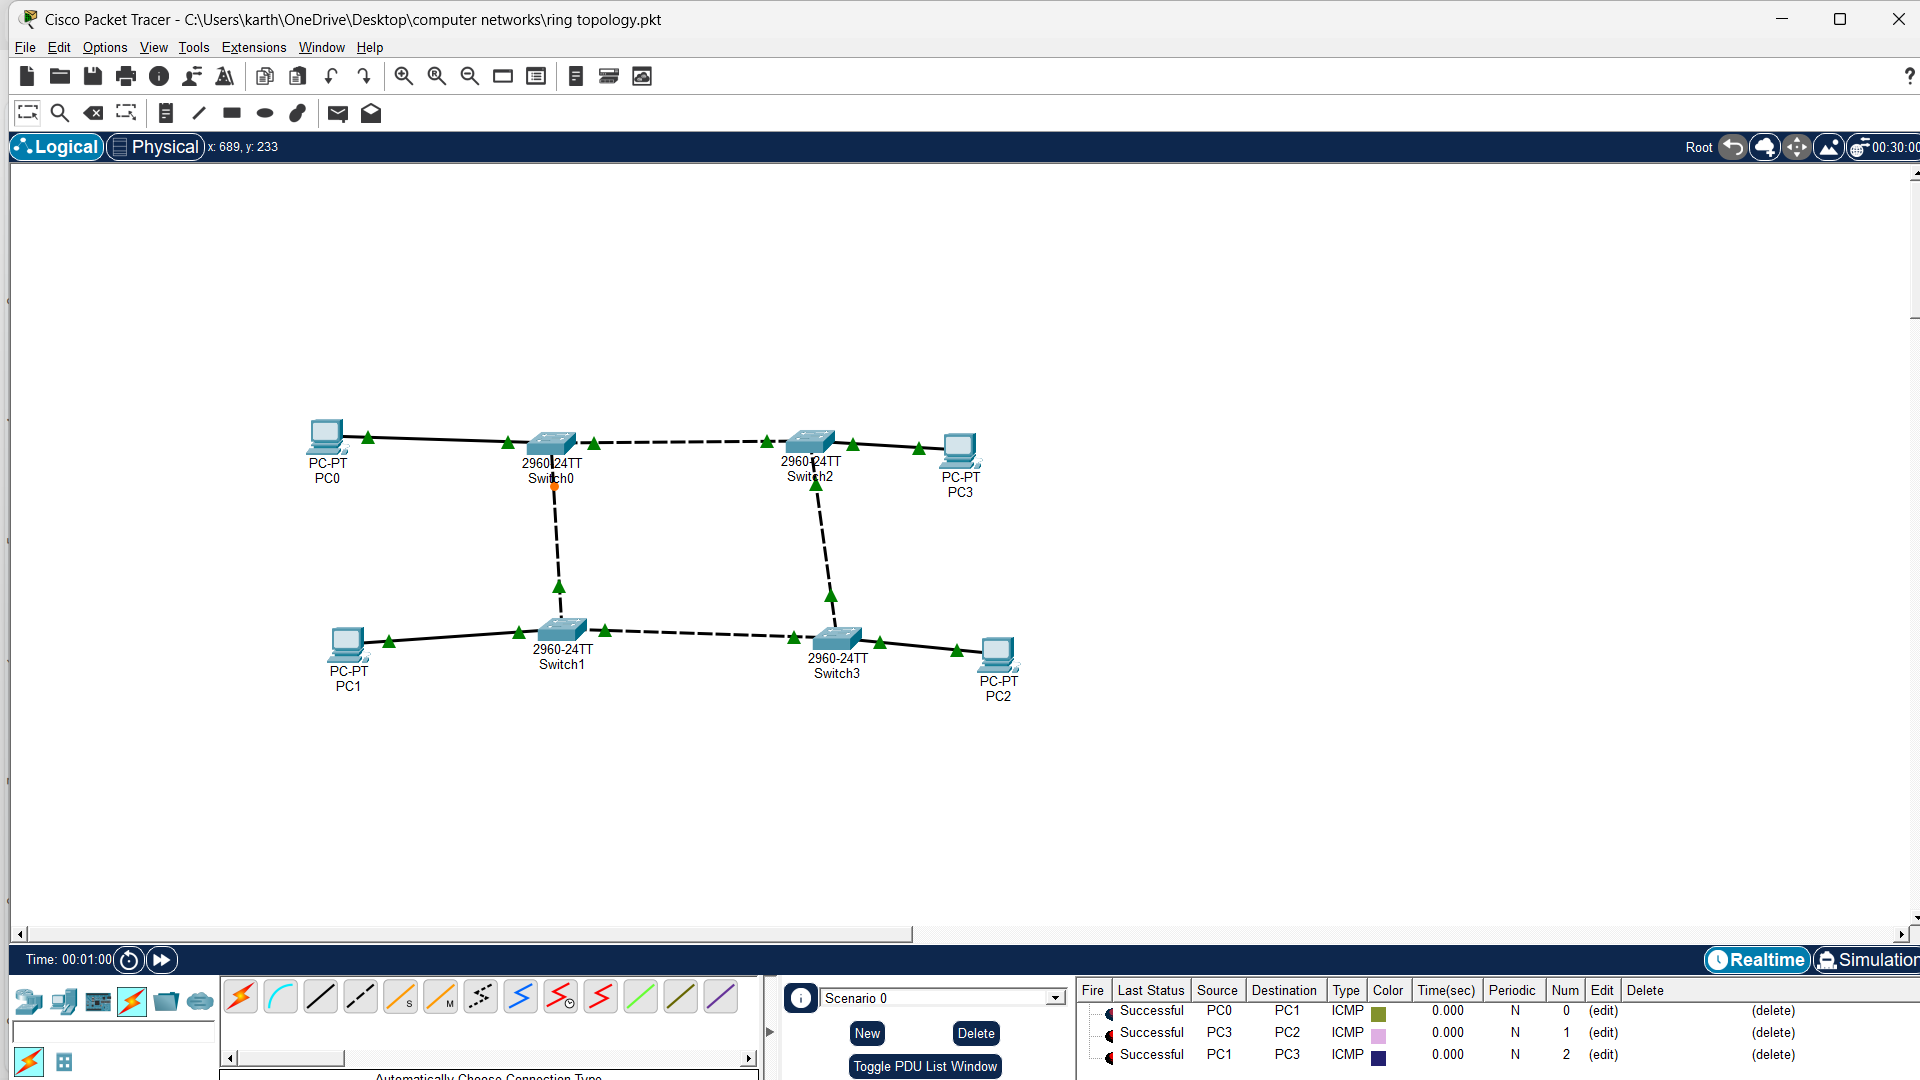 Cisco Packet Tracer - C:\Users\karth\OneDrive\Desktop\computer networks\ring topology.pkt
File Edit Options View Tools Extensions Window Help
?
Logical Physical x: 689, y: 233 Root 00:30:00
PC-PT
PC0
2960-24TT
Switch0
2960-24TT
Switch2
PC-PT
PC3
PC-PT
PC1
2960-24TT
Switch1
2960-24TT
Switch3
PC-PT
PC2
Time: 00:01:00 Realtime Simulation
S M
Automatically Choose Connection Type
Scenario 0
New Delete
Toggle PDU List Window
Fire Last Status Source Destination Type Color Time(sec) Periodic Num Edit Delete
Successful PC0 PC1 ICMP 0.000 N 0 (edit) (delete)
Successful PC3 PC2 ICMP 0.000 N 1 (edit) (delete)
Successful PC1 PC3 ICMP 0.000 N 2 (edit) (delete)